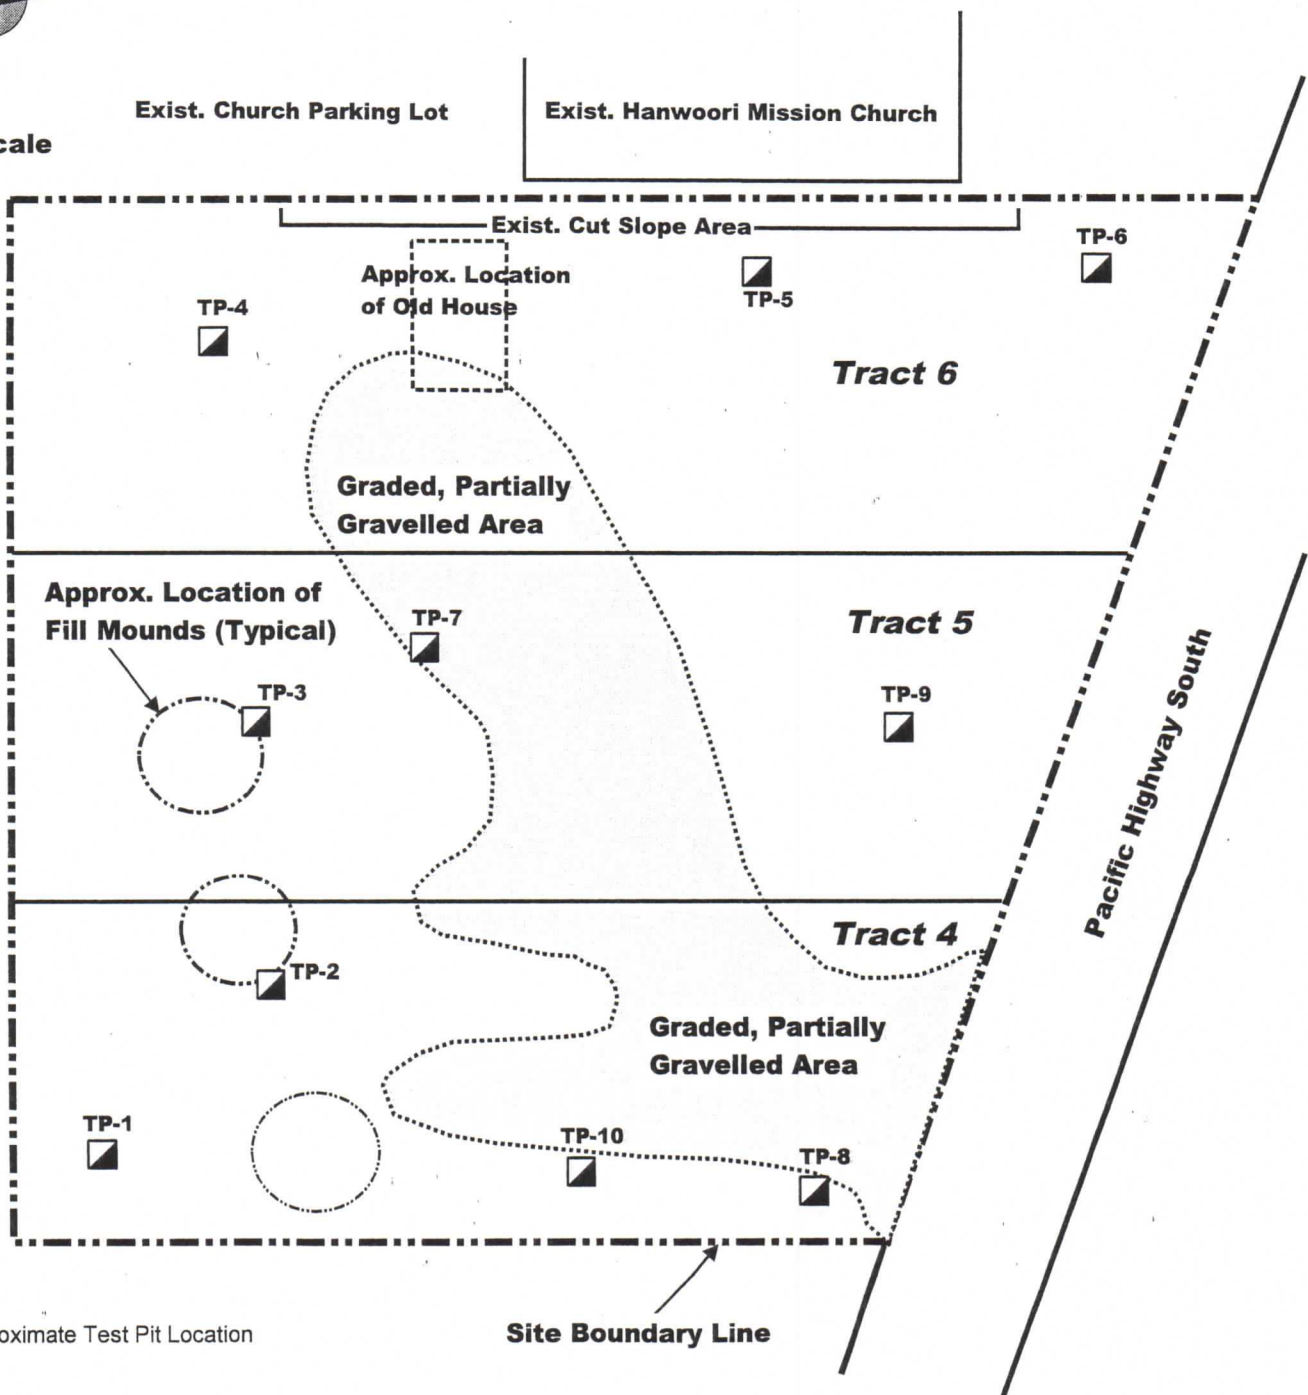 Exist. Church Parking Lot
Exist. Hanwoori Mission Church
cale
Exist. Cut Slope Area
TP-6
Approx. Location
of Old House
TP-5
TP-4
Tract 6
Graded, Partially
Gravelled Area
Approx. Location of
Fill Mounds (Typical)
TP-7
Tract 5
TP-3
TP-9
Pacific Highway South
Tract 4
TP-2
Graded, Partially
Gravelled Area
TP-1
TP-10
TP-8
oximate Test Pit Location
Site Boundary Line